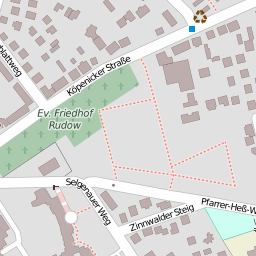 Köpenicker Straße
Ev. Friedhof
Rudow
Selgenauer Weg
Pfarrer-Heß-W
Zinnwalder Steig